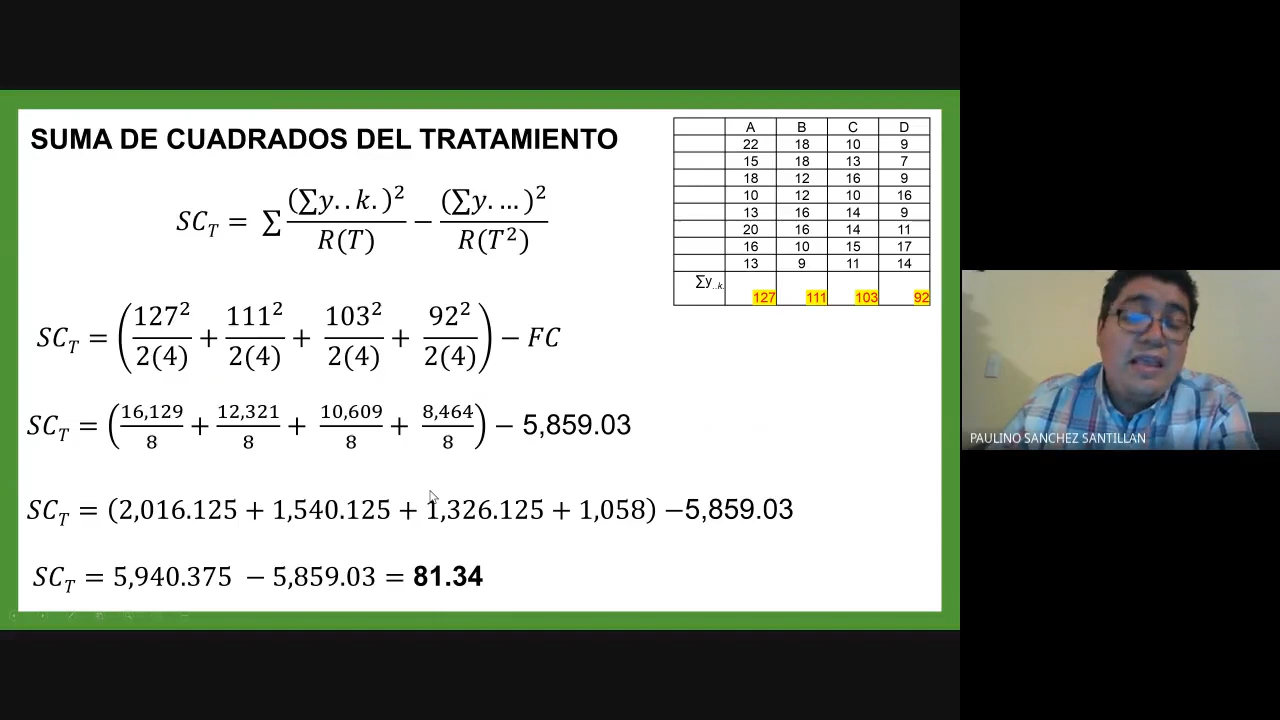 SUMA DE CUADRADOS DEL TRATAMIENTO
SC_T = ∑ (∑y..k.)² / R(T) − (∑y....)² / R(T²)
SC_T = (127² / 2(4) + 111² / 2(4) + 103² / 2(4) + 92² / 2(4)) − FC
SC_T = (16,129 / 8 + 12,321 / 8 + 10,609 / 8 + 8,464 / 8) − 5,859.03
SC_T = (2,016.125 + 1,540.125 + 1,326.125 + 1,058) −5,859.03
SC_T = 5,940.375 − 5,859.03 = 81.34
A B C D
22 18 10 9
15 18 13 7
18 12 16 9
10 12 10 16
13 16 14 9
20 16 14 11
16 10 15 17
13 9 11 14
∑y..k. 127 111 103 92
PAULINO SANCHEZ SANTILLAN